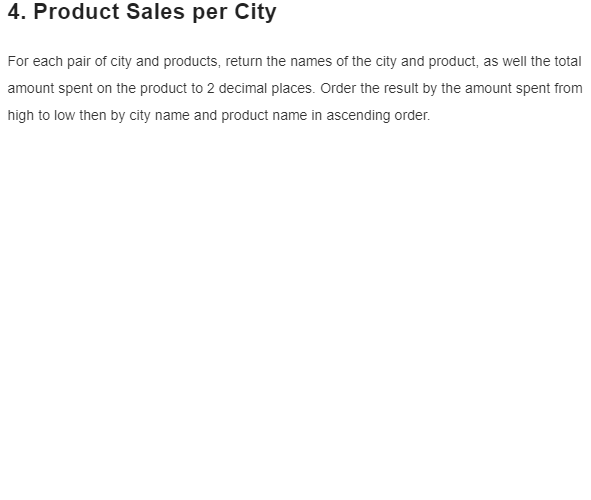 4. Product Sales per City
For each pair of city and products, return the names of the city and product, as well the total
amount spent on the product to 2 decimal places. Order the result by the amount spent from
high to low then by city name and product name in ascending order.